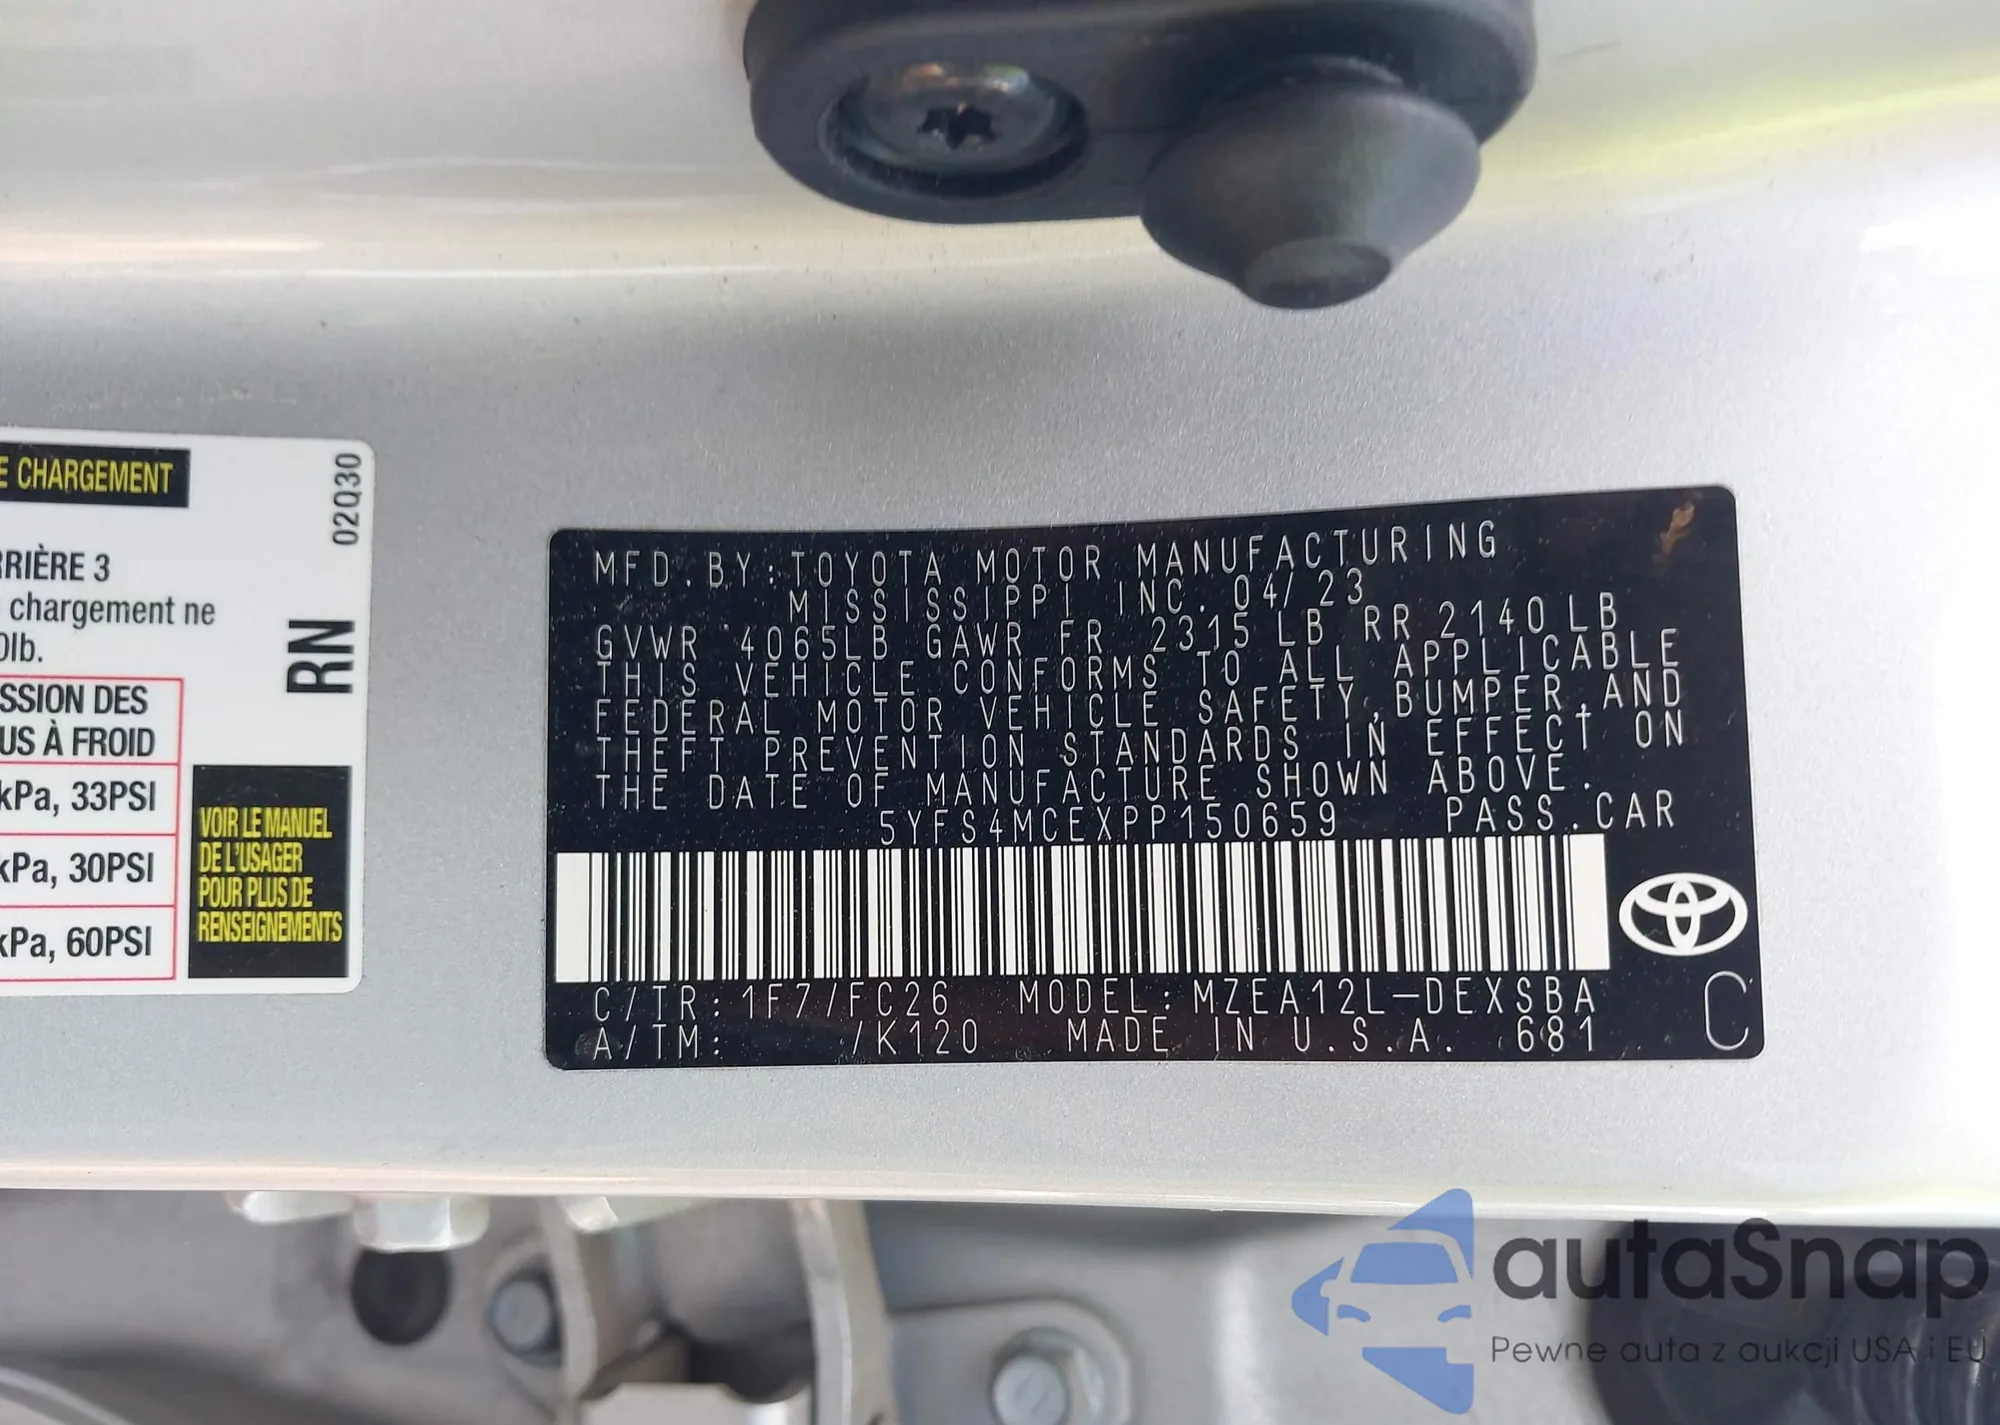 E CHARGEMENT
02Q30
RRIÈRE 3
chargement ne
0lb.
RN
SSION DES
US À FROID
kPa, 33PSI
kPa, 30PSI
kPa, 60PSI
VOIR LE MANUEL
DE L'USAGER
POUR PLUS DE
RENSEIGNEMENTS
MFD.BY:TOYOTA MOTOR MANUFACTURING
MISSISSIPPI INC. 04/23
GVWR 4065LB GAWR FR 2315 LB RR 2140 LB
THIS VEHICLE CONFORMS TO ALL APPLICABLE
FEDERAL MOTOR VEHICLE SAFETY,BUMPER,AND
THEFT PREVENTION STANDARDS IN EFFECT ON
THE DATE OF MANUFACTURE SHOWN ABOVE.
5YFS4MCEXPP150659 PASS.CAR
C/TR:1F7/FC26 MODEL:MZEA12L-DEXSBA
A/TM: /K120 MADE IN U.S.A. 681
C
autaSnap
Pewne auta z aukcji USA i EU